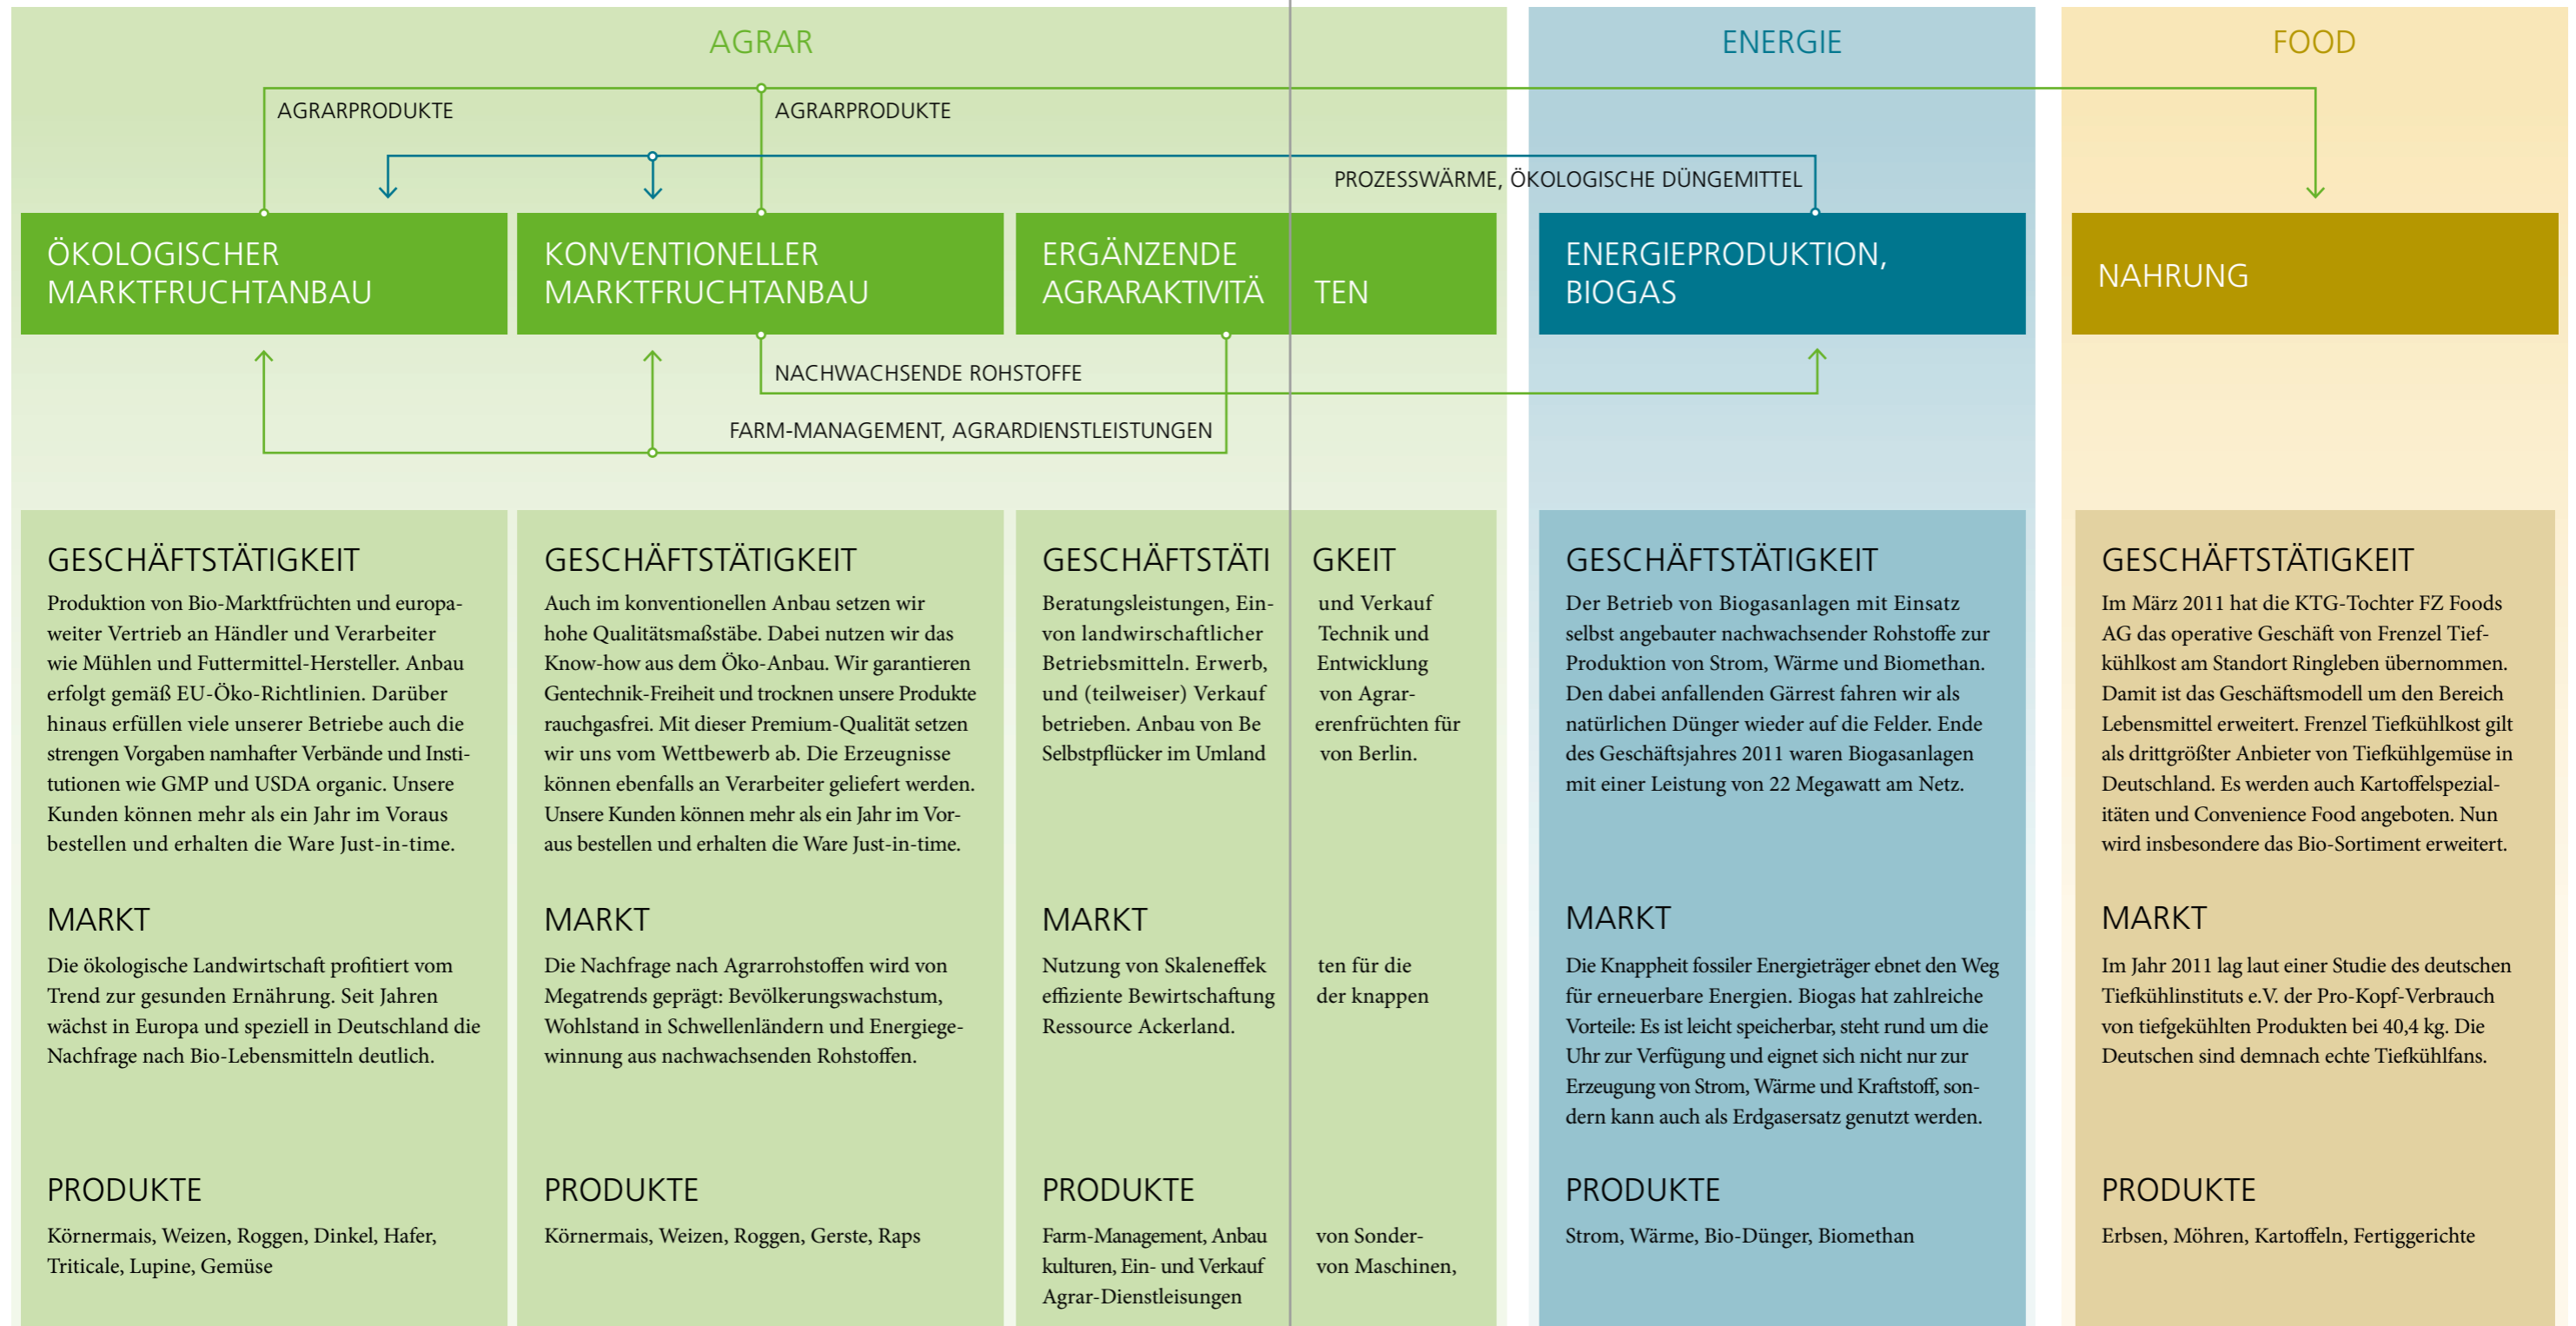 AGRAR
ENERGIE
FOOD
AGRARPRODUKTE
AGRARPRODUKTE
PROZESSWÄRME, ÖKOLOGISCHE DÜNGEMITTEL
ÖKOLOGISCHER
MARKTFRUCHTANBAU
KONVENTIONELLER
MARKTFRUCHTANBAU
ERGÄNZENDE
AGRARAKTIVITÄ TEN
ENERGIEPRODUKTION,
BIOGAS
NAHRUNG
NACHWACHSENDE ROHSTOFFE
FARM-MANAGEMENT, AGRARDIENSTLEISTUNGEN
GESCHÄFTSTÄTIGKEIT
Produktion von Bio-Marktfrüchten und europa-
weiter Vertrieb an Händler und Verarbeiter
wie Mühlen und Futtermittel-Hersteller. Anbau
erfolgt gemäß EU-Öko-Richtlinien. Darüber
hinaus erfüllen viele unserer Betriebe auch die
strengen Vorgaben namhafter Verbände und Insti-
tutionen wie GMP und USDA organic. Unsere
Kunden können mehr als ein Jahr im Voraus
bestellen und erhalten die Ware Just-in-time.
MARKT
Die ökologische Landwirtschaft profitiert vom
Trend zur gesunden Ernährung. Seit Jahren
wächst in Europa und speziell in Deutschland die
Nachfrage nach Bio-Lebensmitteln deutlich.
PRODUKTE
Körnermais, Weizen, Roggen, Dinkel, Hafer,
Triticale, Lupine, Gemüse
GESCHÄFTSTÄTIGKEIT
Auch im konventionellen Anbau setzen wir
hohe Qualitätsmaßstäbe. Dabei nutzen wir das
Know-how aus dem Öko-Anbau. Wir garantieren
Gentechnik-Freiheit und trocknen unsere Produkte
rauchgasfrei. Mit dieser Premium-Qualität setzen
wir uns vom Wettbewerb ab. Die Erzeugnisse
können ebenfalls an Verarbeiter geliefert werden.
Unsere Kunden können mehr als ein Jahr im Vor-
aus bestellen und erhalten die Ware Just-in-time.
MARKT
Die Nachfrage nach Agrarrohstoffen wird von
Megatrends geprägt: Bevölkerungswachstum,
Wohlstand in Schwellenländern und Energiege-
winnung aus nachwachsenden Rohstoffen.
PRODUKTE
Körnermais, Weizen, Roggen, Gerste, Raps
GESCHÄFTSTÄTI GKEIT
Beratungsleistungen, Ein- und Verkauf
von landwirschaftlicher Technik und
Betriebsmitteln. Erwerb, Entwicklung
und (teilweiser) Verkauf von Agrar-
betrieben. Anbau von Be erenfrüchten für
Selbstpflücker im Umland von Berlin.
MARKT
Nutzung von Skaleneffek ten für die
effiziente Bewirtschaftung der knappen
Ressource Ackerland.
PRODUKTE
Farm-Management, Anbau von Sonder-
kulturen, Ein- und Verkauf von Maschinen,
Agrar-Dienstleisungen
GESCHÄFTSTÄTIGKEIT
Der Betrieb von Biogasanlagen mit Einsatz
selbst angebauter nachwachsender Rohstoffe zur
Produktion von Strom, Wärme und Biomethan.
Den dabei anfallenden Gärrest fahren wir als
natürlichen Dünger wieder auf die Felder. Ende
des Geschäftsjahres 2011 waren Biogasanlagen
mit einer Leistung von 22 Megawatt am Netz.
MARKT
Die Knappheit fossiler Energieträger ebnet den Weg
für erneuerbare Energien. Biogas hat zahlreiche
Vorteile: Es ist leicht speicherbar, steht rund um die
Uhr zur Verfügung und eignet sich nicht nur zur
Erzeugung von Strom, Wärme und Kraftstoff, son-
dern kann auch als Erdgasersatz genutzt werden.
PRODUKTE
Strom, Wärme, Bio-Dünger, Biomethan
GESCHÄFTSTÄTIGKEIT
Im März 2011 hat die KTG-Tochter FZ Foods
AG das operative Geschäft von Frenzel Tief-
kühlkost am Standort Ringleben übernommen.
Damit ist das Geschäftsmodell um den Bereich
Lebensmittel erweitert. Frenzel Tiefkühlkost gilt
als drittgrößter Anbieter von Tiefkühlgemüse in
Deutschland. Es werden auch Kartoffelspezial-
itäten und Convenience Food angeboten. Nun
wird insbesondere das Bio-Sortiment erweitert.
MARKT
Im Jahr 2011 lag laut einer Studie des deutschen
Tiefkühlinstituts e.V. der Pro-Kopf-Verbrauch
von tiefgekühlten Produkten bei 40,4 kg. Die
Deutschen sind demnach echte Tiefkühlfans.
PRODUKTE
Erbsen, Möhren, Kartoffeln, Fertiggerichte